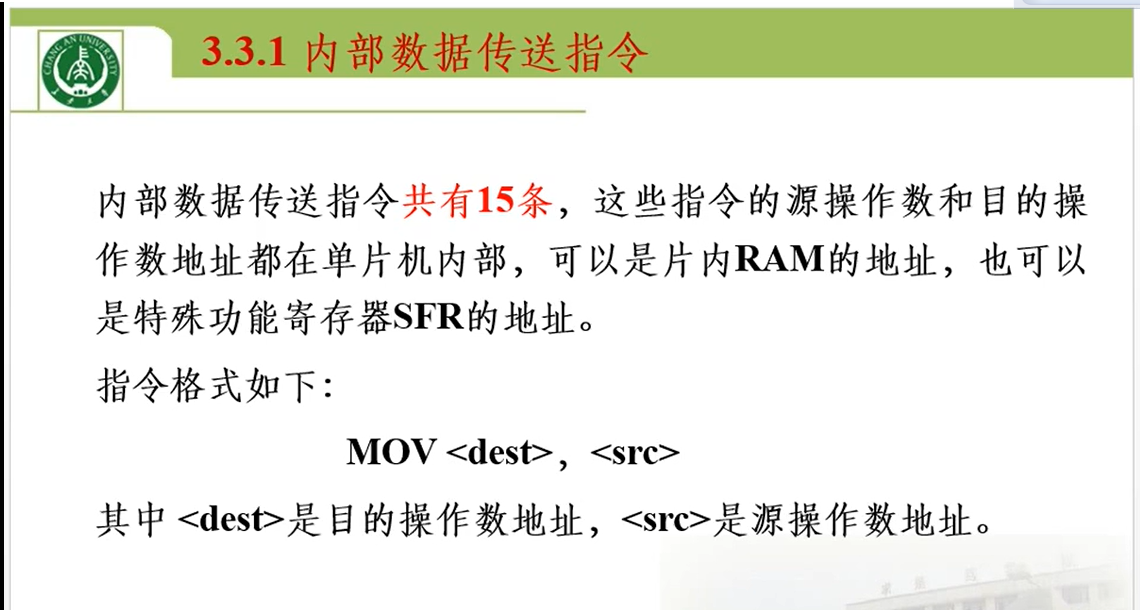 CHANG AN UNIVERSITY
3.3.1 内部数据传送指令
内部数据传送指令共有15条，这些指令的源操作数和目的操
作数地址都在单片机内部，可以是片内RAM的地址，也可以
是特殊功能寄存器SFR的地址。
指令格式如下：
MOV <dest>，<src>
其中 <dest>是目的操作数地址，<src>是源操作数地址。